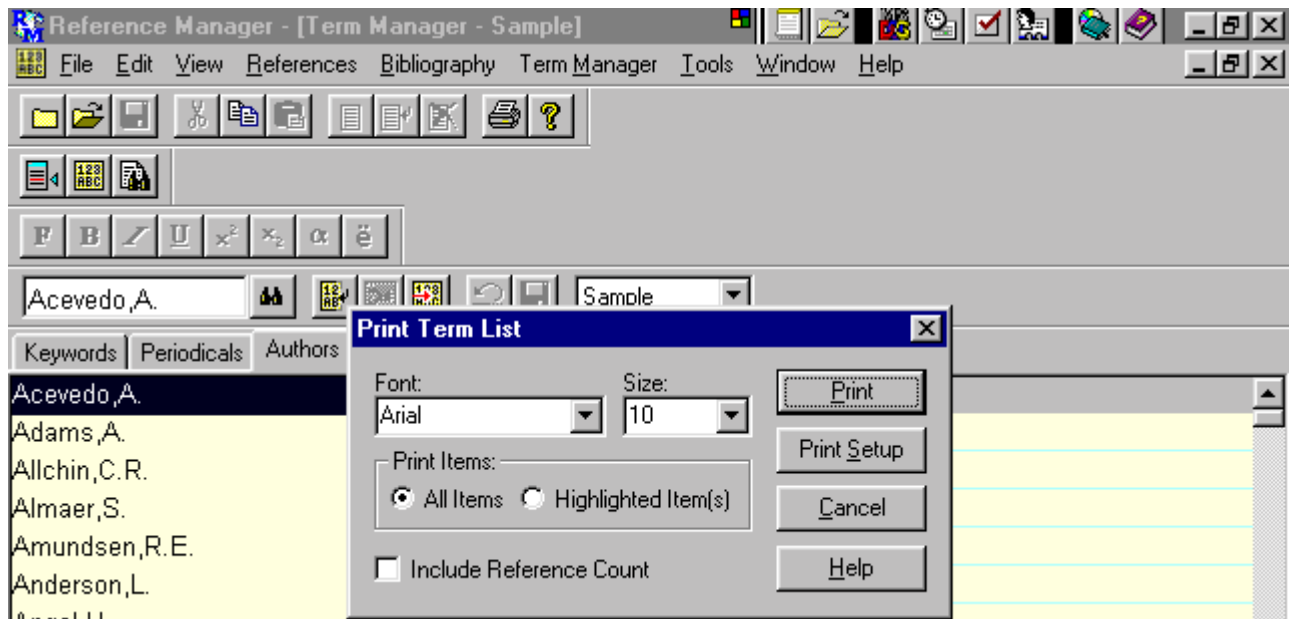 Reference Manager - [Term Manager - Sample]
File Edit View References Bibliography Term Manager Tools Window Help
F B I U x² x₂ α ë
Acevedo,A. Sample
Keywords Periodicals Authors
Print Term List
Acevedo,A.
Adams,A.
Allchin,C.R.
Almaer,S.
Amundsen,R.E.
Anderson,L.
Font: Size:
Arial 10
Print
Print Setup
Print Items:
All Items Highlighted Item(s)
Cancel
Include Reference Count
Help